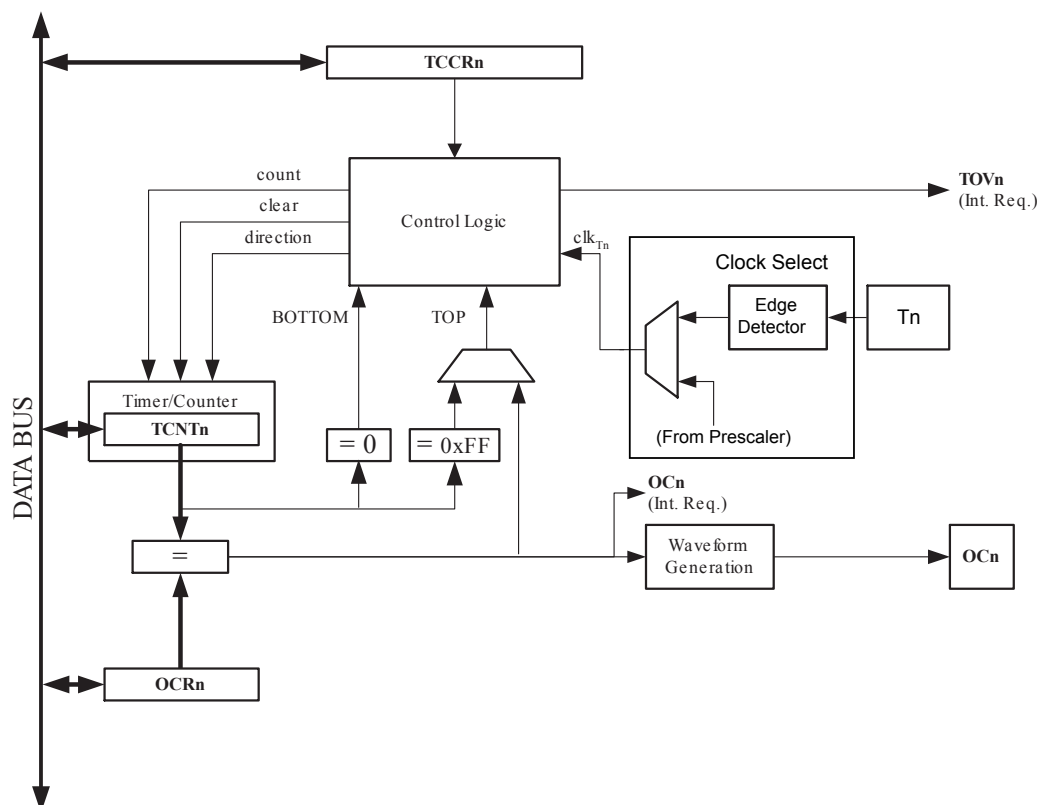 TCCRn
count
clear
direction
Control Logic
TOVn
(Int. Req.)
clkTn
Clock Select
Edge
Detector
Tn
BOTTOM
TOP
(From Prescaler)
Timer/Counter
TCNTn
= 0
= 0xFF
DATA BUS
OCn
(Int. Req.)
=
Waveform
Generation
OCn
OCRn